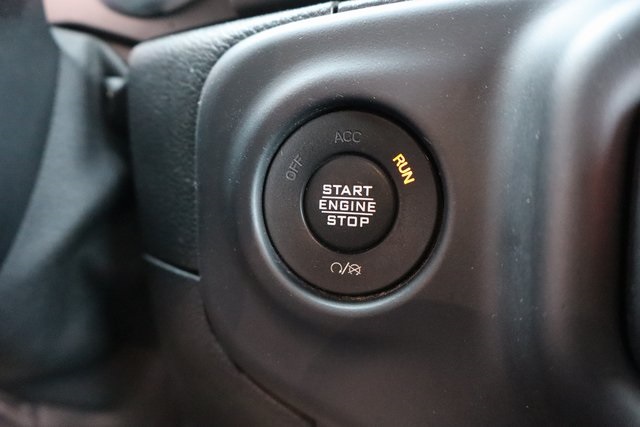 OFF ACC RUN
START
ENGINE
STOP